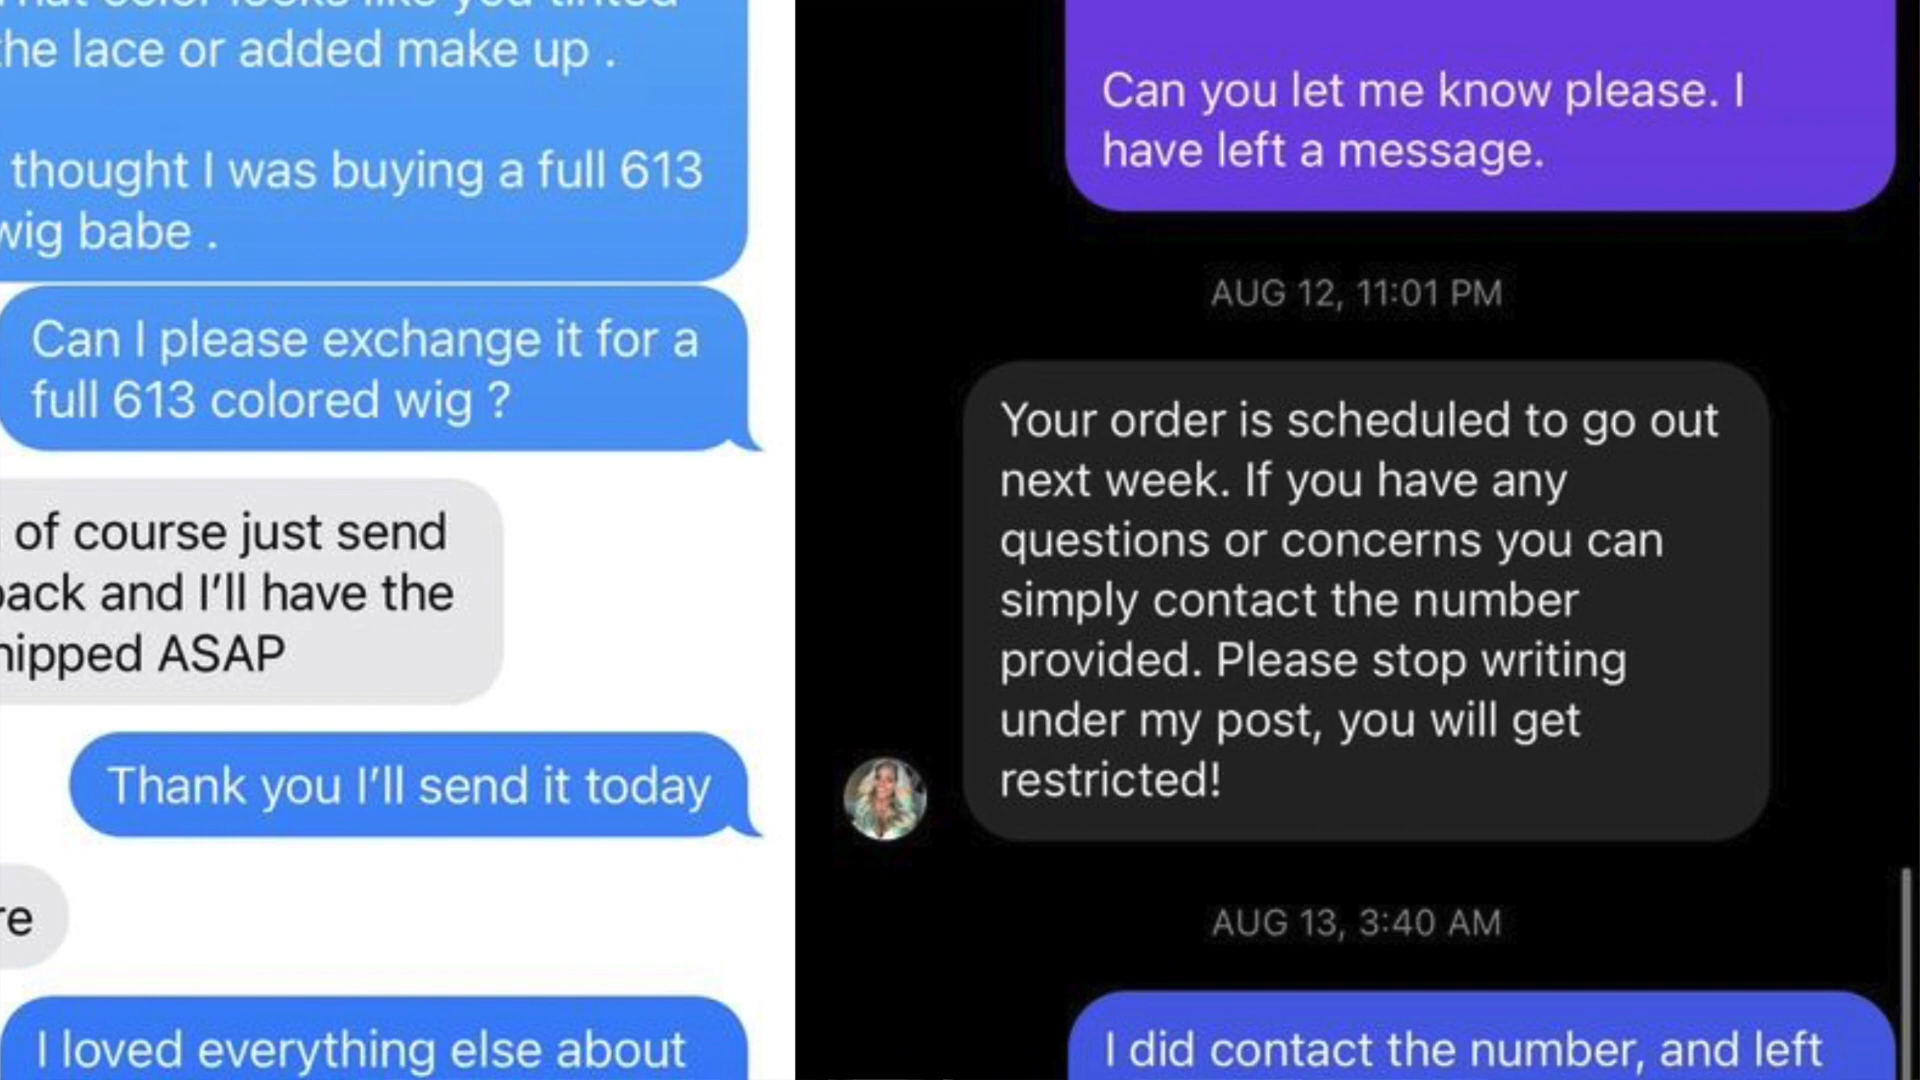 the lace or added make up .
thought I was buying a full 613
wig babe .
Can I please exchange it for a
full 613 colored wig ?
of course just send
back and I'll have the
hipped ASAP
Thank you I'll send it today
re
I loved everything else about
Can you let me know please. I
have left a message.
AUG 12, 11:01 PM
Your order is scheduled to go out
next week. If you have any
questions or concerns you can
simply contact the number
provided. Please stop writing
under my post, you will get
restricted!
AUG 13, 3:40 AM
I did contact the number, and left